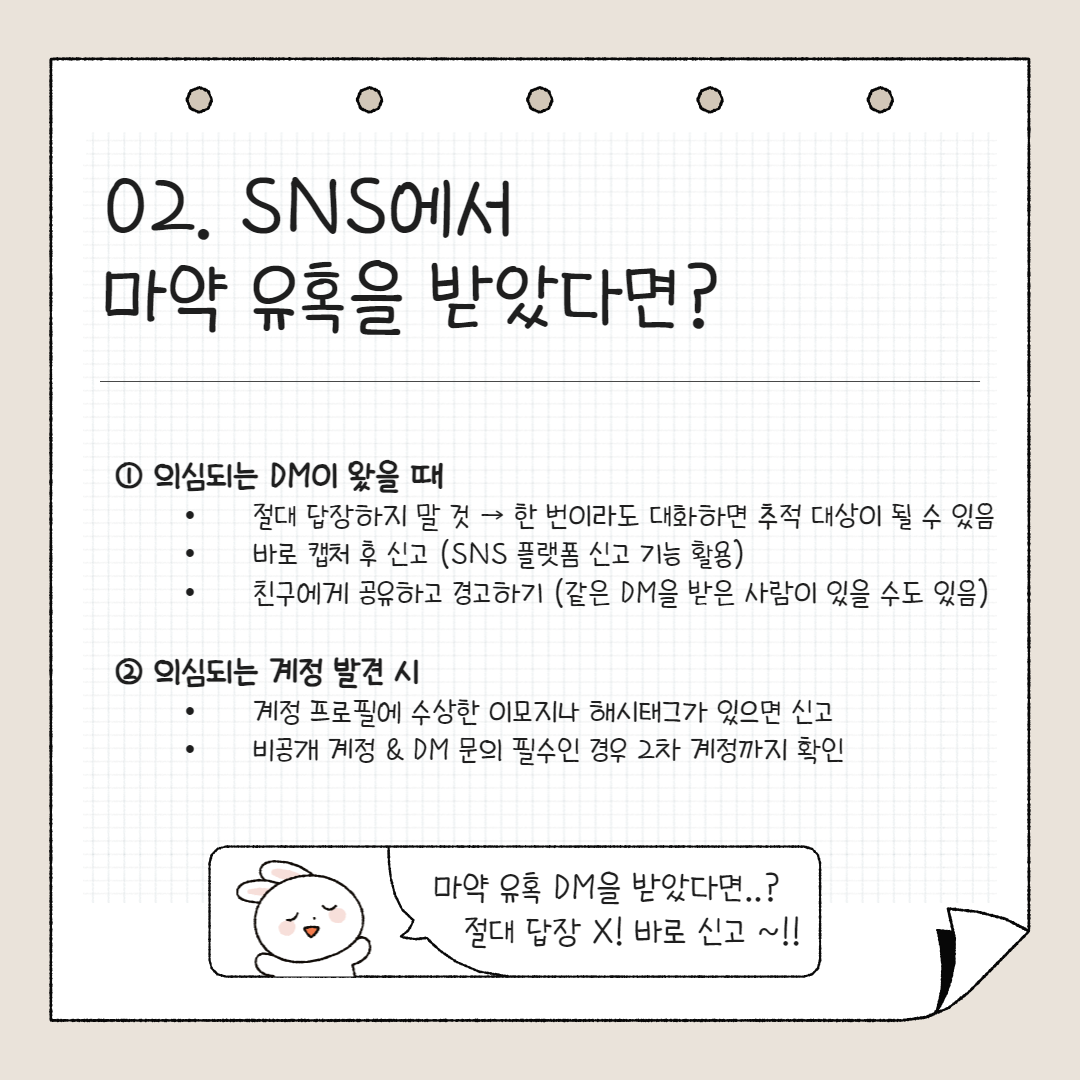 02. SNS에서
마약 유혹을 받았다면?
① 의심되는 DM이 왔을 때
• 절대 답장하지 말 것 → 한 번이라도 대화하면 추적 대상이 될 수 있음
• 바로 캡처 후 신고 (SNS 플랫폼 신고 기능 활용)
• 친구에게 공유하고 경고하기 (같은 DM을 받은 사람이 있을 수도 있음)
② 의심되는 계정 발견 시
• 계정 프로필에 수상한 이모지나 해시태그가 있으면 신고
• 비공개 계정 & DM 문의 필수인 경우 2차 계정까지 확인
마약 유혹 DM을 받았다면..?
절대 답장 X! 바로 신고 ~!!